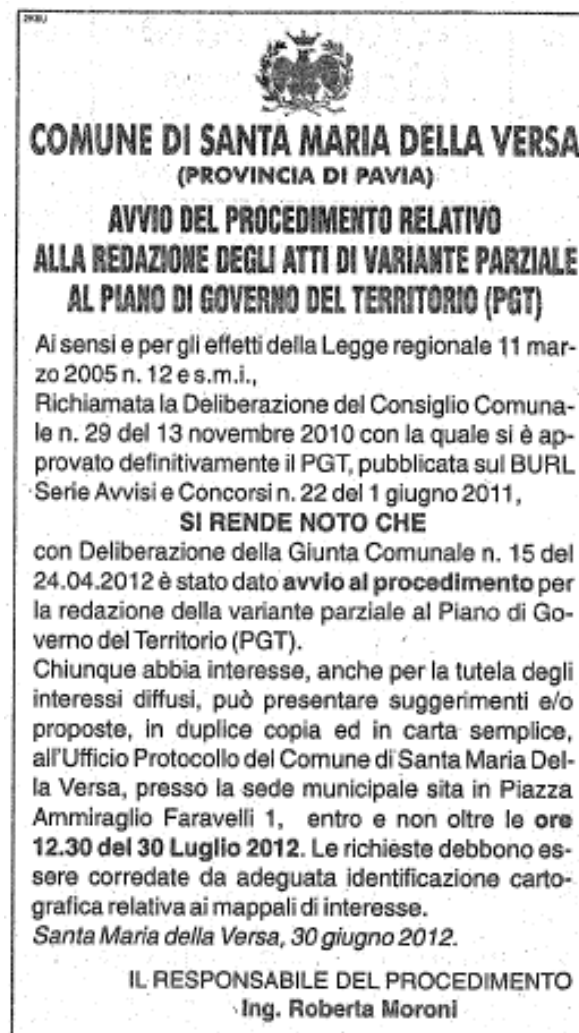 COMUNE DI SANTA MARIA DELLA VERSA
(PROVINCIA DI PAVIA)
AVVIO DEL PROCEDIMENTO RELATIVO
ALLA REDAZIONE DEGLI ATTI DI VARIANTE PARZIALE
AL PIANO DI GOVERNO DEL TERRITORIO (PGT)
Ai sensi e per gli effetti della Legge regionale 11 mar-
zo 2005 n. 12 e s.m.i.,
Richiamata la Deliberazione del Consiglio Comuna-
le n. 29 del 13 novembre 2010 con la quale si è ap-
provato definitivamente il PGT, pubblicata sul BURL
Serie Avvisi e Concorsi n. 22 del 1 giugno 2011,
SI RENDE NOTO CHE
con Deliberazione della Giunta Comunale n. 15 del
24.04.2012 è stato dato avvio al procedimento per
la redazione della variante parziale al Piano di Go-
verno del Territorio (PGT).
Chiunque abbia interesse, anche per la tutela degli
interessi diffusi, può presentare suggerimenti e/o
proposte, in duplice copia ed in carta semplice,
all'Ufficio Protocollo del Comune di Santa Maria Del-
la Versa, presso la sede municipale sita in Piazza
Ammiraglio Faravelli 1, entro e non oltre le ore
12.30 del 30 Luglio 2012. Le richieste debbono es-
sere corredate da adeguata identificazione carto-
grafica relativa ai mappali di interesse.
Santa Maria della Versa, 30 giugno 2012.
IL RESPONSABILE DEL PROCEDIMENTO
Ing. Roberta Moroni